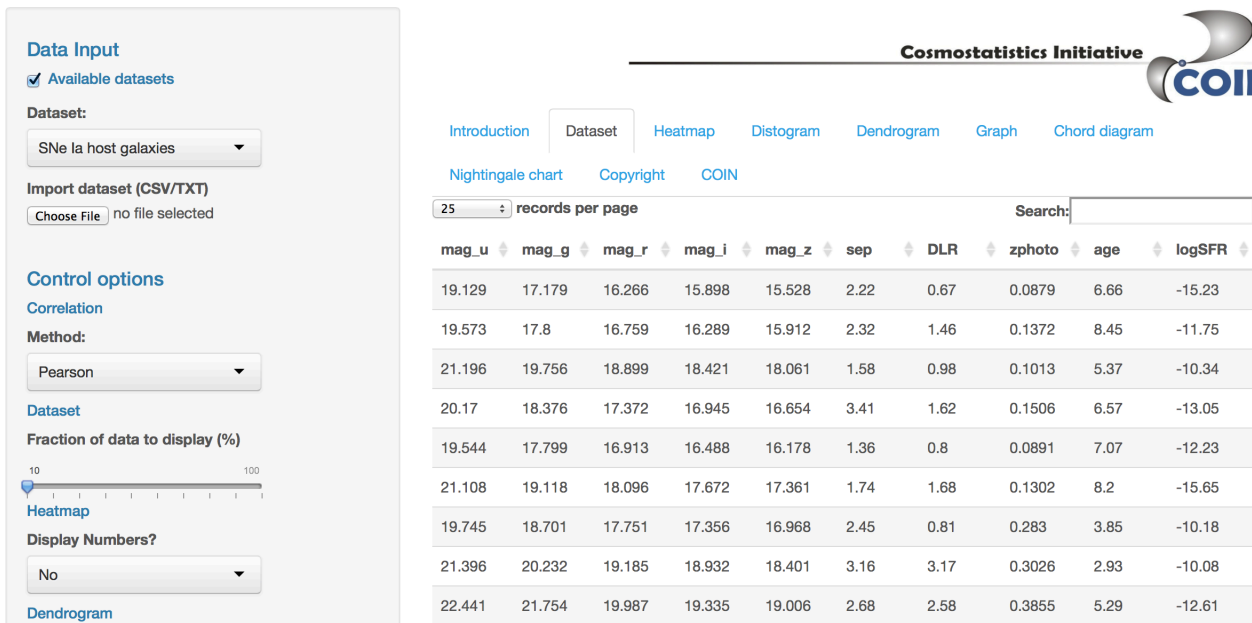 Data Input
Available datasets
Dataset:
SNe Ia host galaxies
Import dataset (CSV/TXT)
Choose File no file selected
Control options
Correlation
Method:
Pearson
Dataset
Fraction of data to display (%)
10 100
Heatmap
Display Numbers?
No
Dendrogram
Cosmostatistics Initiative
COI
Introduction Dataset Heatmap Distogram Dendrogram Graph Chord diagram
Nightingale chart Copyright COIN
25 records per page Search:
mag_u mag_g mag_r mag_i mag_z sep DLR zphoto age logSFR
19.129 17.179 16.266 15.898 15.528 2.22 0.67 0.0879 6.66 -15.23
19.573 17.8 16.759 16.289 15.912 2.32 1.46 0.1372 8.45 -11.75
21.196 19.756 18.899 18.421 18.061 1.58 0.98 0.1013 5.37 -10.34
20.17 18.376 17.372 16.945 16.654 3.41 1.62 0.1506 6.57 -13.05
19.544 17.799 16.913 16.488 16.178 1.36 0.8 0.0891 7.07 -12.23
21.108 19.118 18.096 17.672 17.361 1.74 1.68 0.1302 8.2 -15.65
19.745 18.701 17.751 17.356 16.968 2.45 0.81 0.283 3.85 -10.18
21.396 20.232 19.185 18.932 18.401 3.16 3.17 0.3026 2.93 -10.08
22.441 21.754 19.987 19.335 19.006 2.68 2.58 0.3855 5.29 -12.61